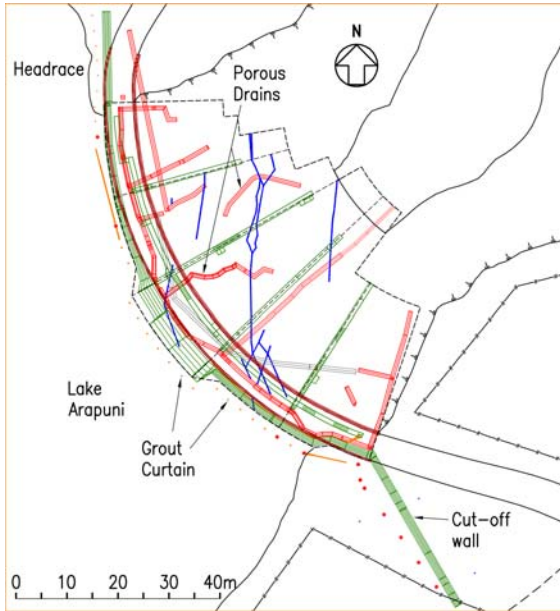 N
Headrace
Porous
Drains
Lake
Arapuni
Grout
Curtain
Cut-off
wall
0 10 20 30 40m